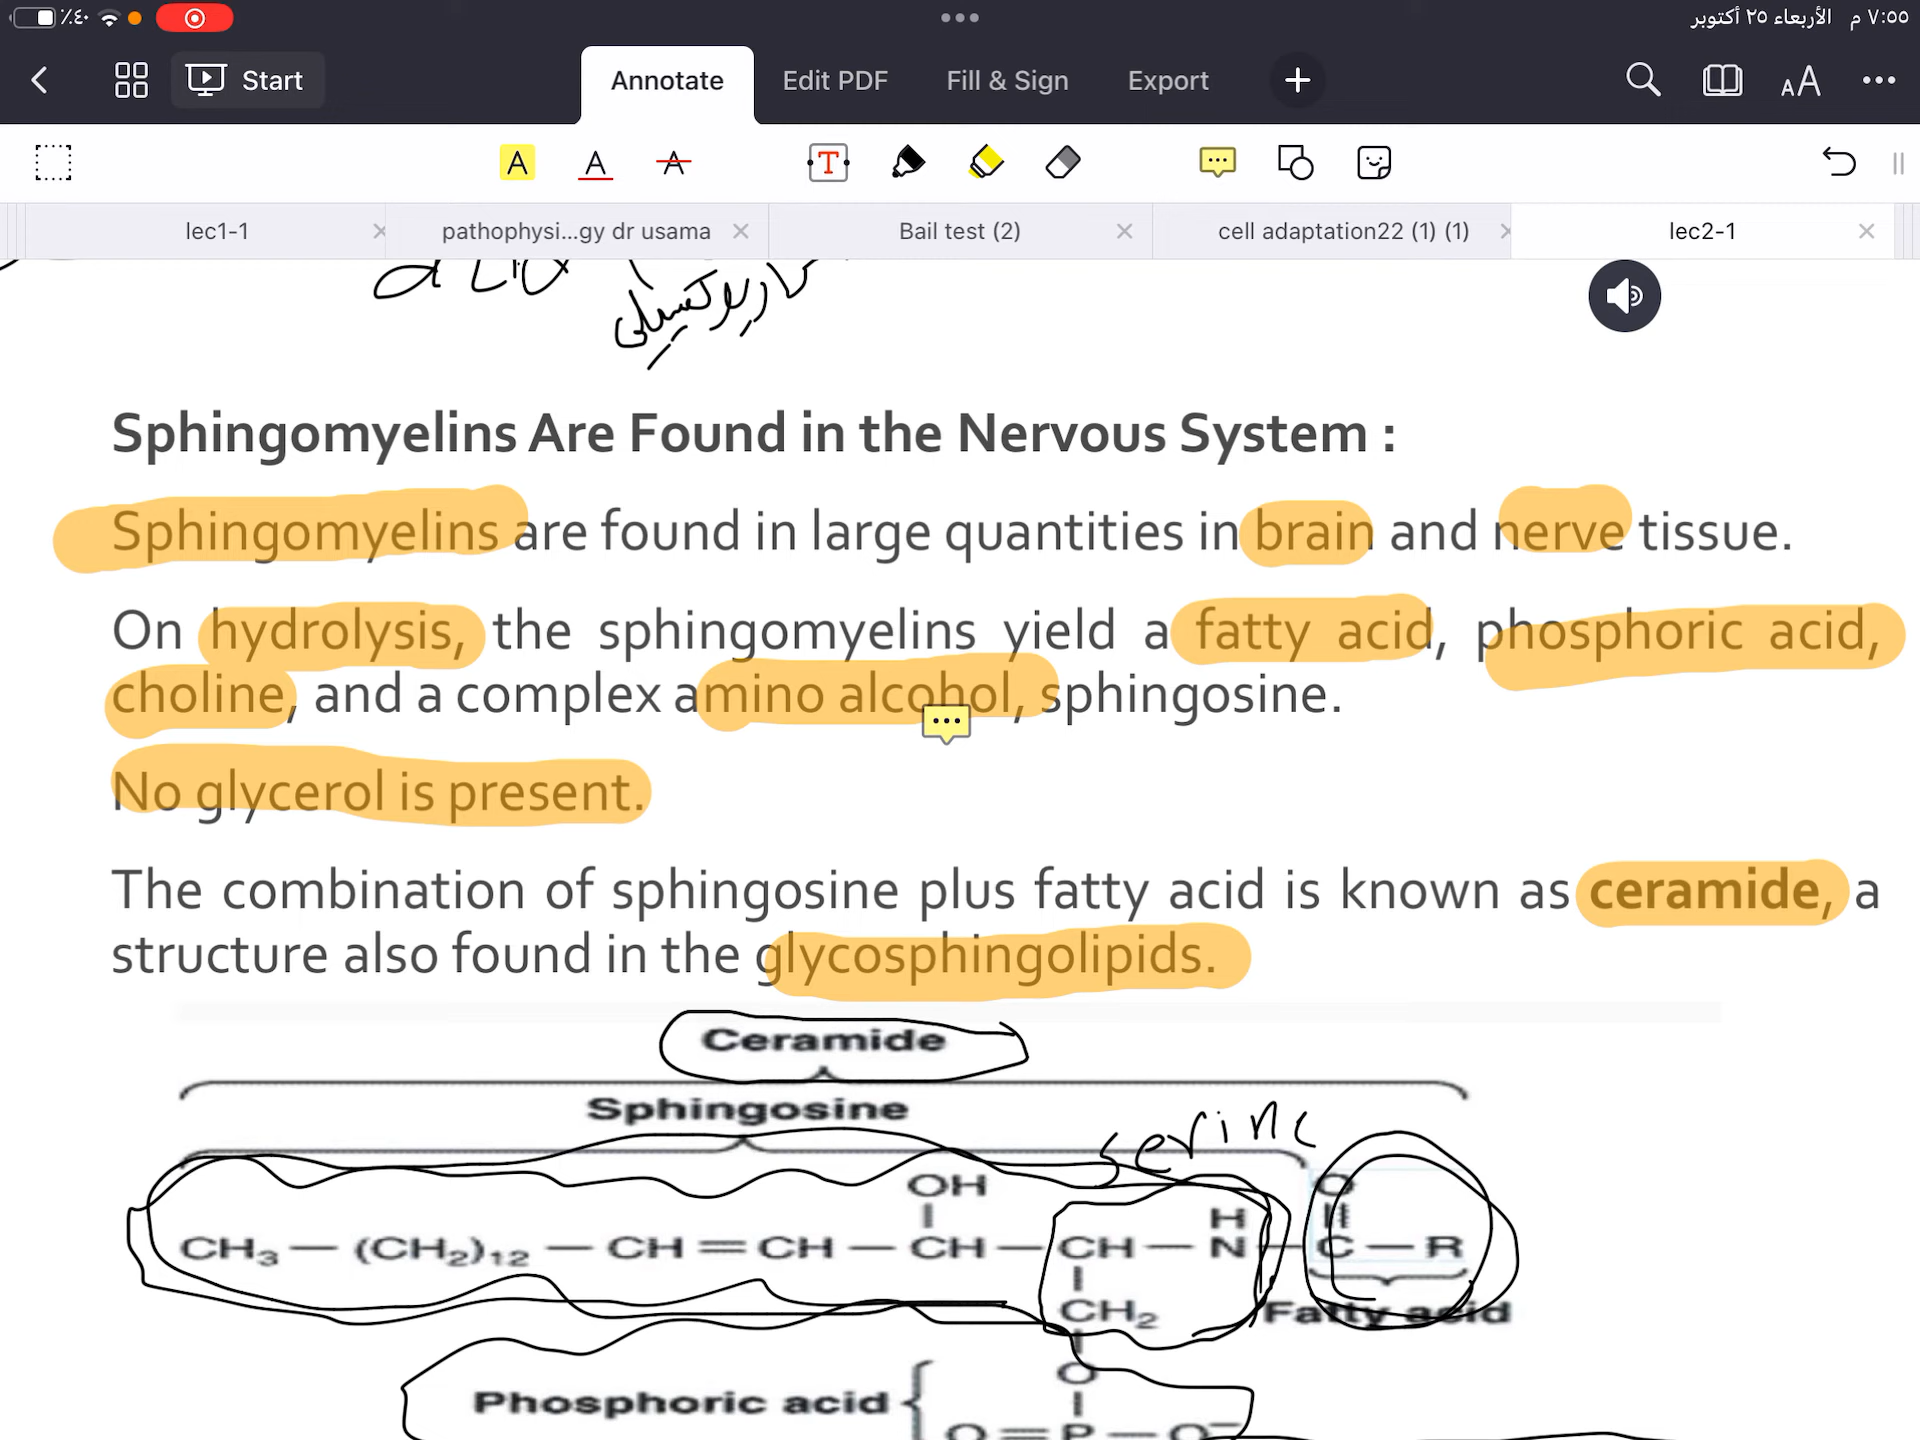 ٪٤٠ ٧:٥٥ م الأربعاء ٢٥ أكتوبر
Start Annotate Edit PDF Fill & Sign Export
lec1-1 pathophysi...gy dr usama Bail test (2) cell adaptation22 (1) (1) lec2-1
Sphingomyelins Are Found in the Nervous System :
Sphingomyelins are found in large quantities in brain and nerve tissue.
On hydrolysis, the sphingomyelins yield a fatty acid, phosphoric acid,
choline, and a complex amino alcohol, sphingosine.
No glycerol is present.
The combination of sphingosine plus fatty acid is known as ceramide, a
structure also found in the glycosphingolipids.
Ceramide
Sphingosine
serine
OH O
H
CH₃ — (CH₂)₁₂ — CH = CH — CH — CH — N — C — R
CH₂ Fatty acid
O
Phosphoric acid
O = P — O⁻